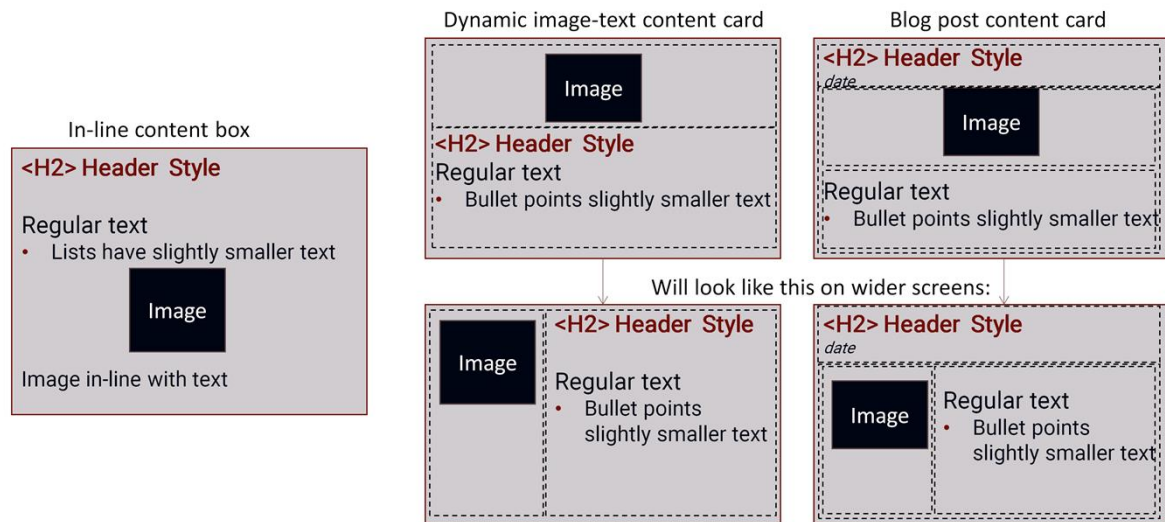 In-line content box
<H2> Header Style
Regular text
• Lists have slightly smaller text
Image
Image in-line with text
Dynamic image-text content card
Image
<H2> Header Style
Regular text
• Bullet points slightly smaller text
Blog post content card
<H2> Header Style
date
Image
Regular text
• Bullet points slightly smaller text
Will look like this on wider screens:
Image
<H2> Header Style
Regular text
• Bullet points
slightly smaller text
<H2> Header Style
date
Image
Regular text
• Bullet points
slightly smaller text